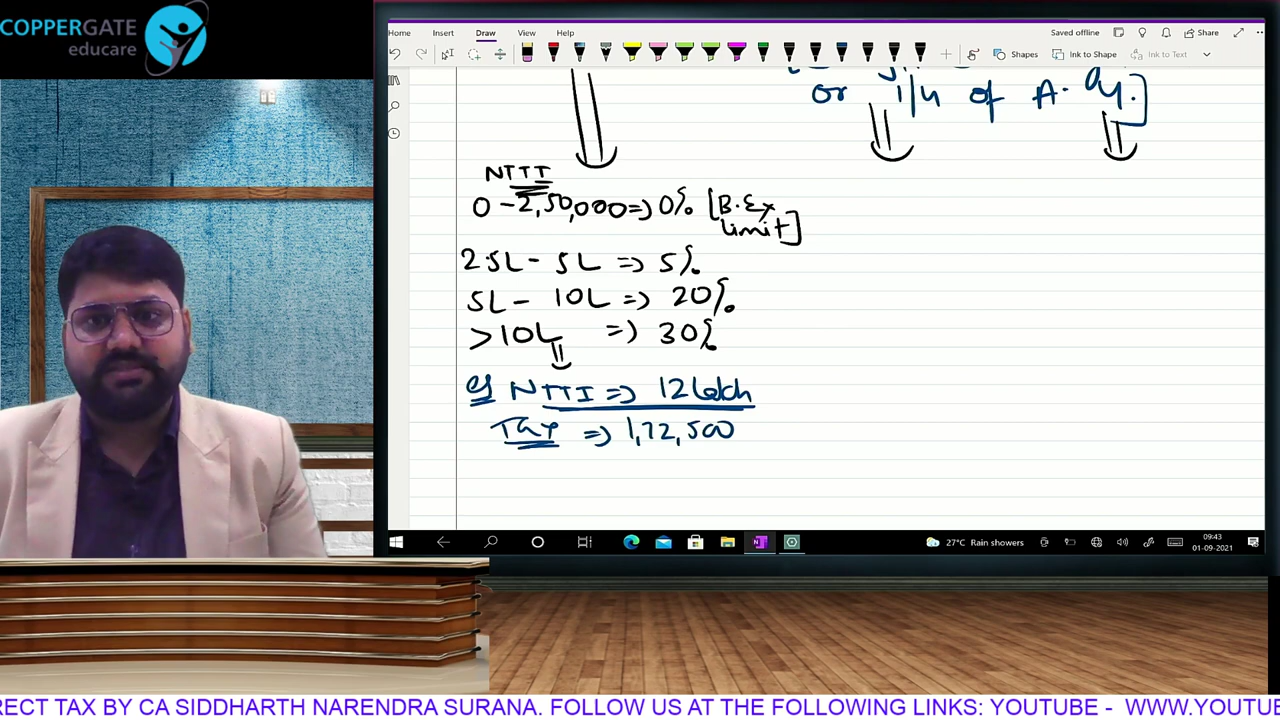 COPPERGATE
educare
Home Insert Draw View Help
Saved offline
Share
Shapes
Ink to Shape
Ink to Text
or 1/4 of A.
NTTI
0 - 2,50,000 => 0% [B.Ex
limit]
2.5L - 5L => 5%
5L - 10L => 20%
>10L => 30%
eg NTTI => 12 Lakh
Tax => 1,72,500
27°C Rain showers
09:43
01-09-2021
RECT TAX BY CA SIDDHARTH NARENDRA SURANA. FOLLOW US AT THE FOLLOWING LINKS: YOUTUBE - WWW.YOUTUBE